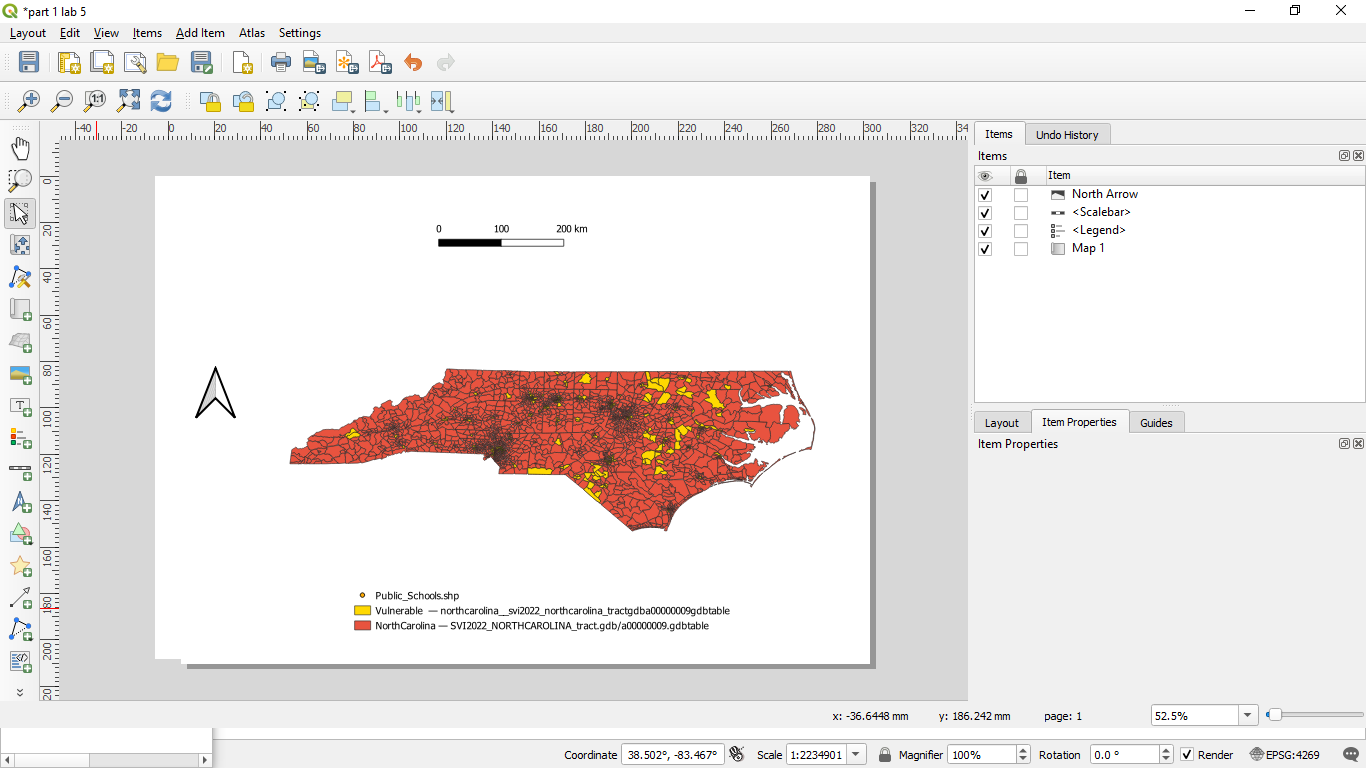 *part 1 lab 5
Layout Edit View Items Add Item Atlas Settings
-40 -20 0 20 40 60 80 100 120 140 160 180 200 220 240 260 280 300 320 34
0
20
40
60
80
100
120
140
160
180
200
20
0 100 200 km
Public_Schools.shp
Vulnerable — northcarolina__svi2022_northcarolina_tractgdba00000009gdbtable
NorthCarolina — SVI2022_NORTHCAROLINA_tract.gdb/a00000009.gdbtable
Items Undo History
Items
Item
North Arrow
<Scalebar>
<Legend>
Map 1
Layout Item Properties Guides
Item Properties
x: -36.6448 mm y: 186.242 mm page: 1 52.5%
Coordinate 38.502°, -83.467° Scale 1:2234901 Magnifier 100% Rotation 0.0 ° Render EPSG:4269